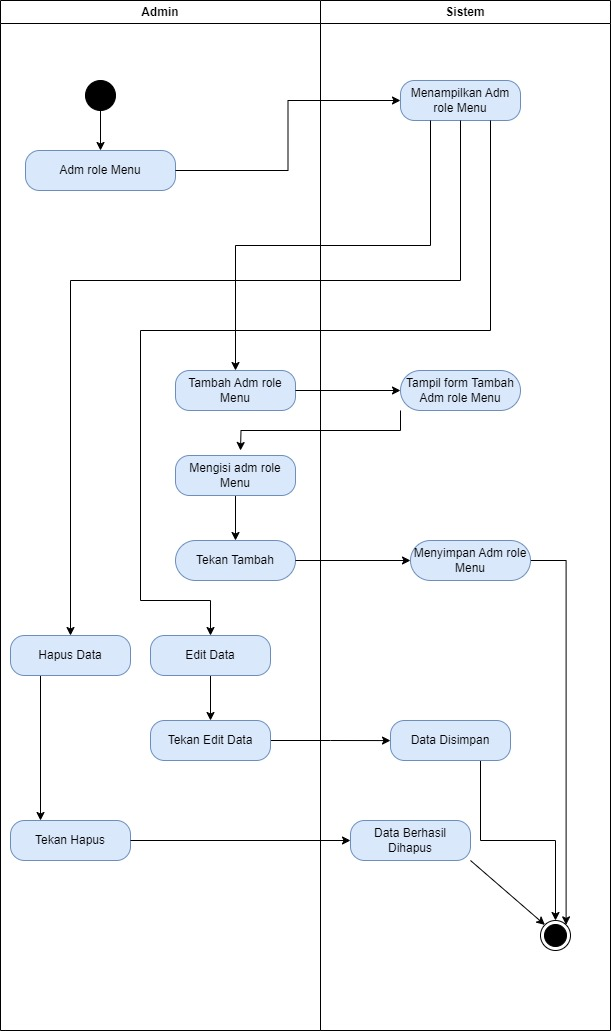 Admin
Sistem
Menampilkan Adm
role Menu
Adm role Menu
Tambah Adm role
Menu
Tampil form Tambah
Adm role Menu
Mengisi adm role
Menu
Tekan Tambah
Menyimpan Adm role
Menu
Hapus Data
Edit Data
Tekan Edit Data
Data Disimpan
Tekan Hapus
Data Berhasil
Dihapus